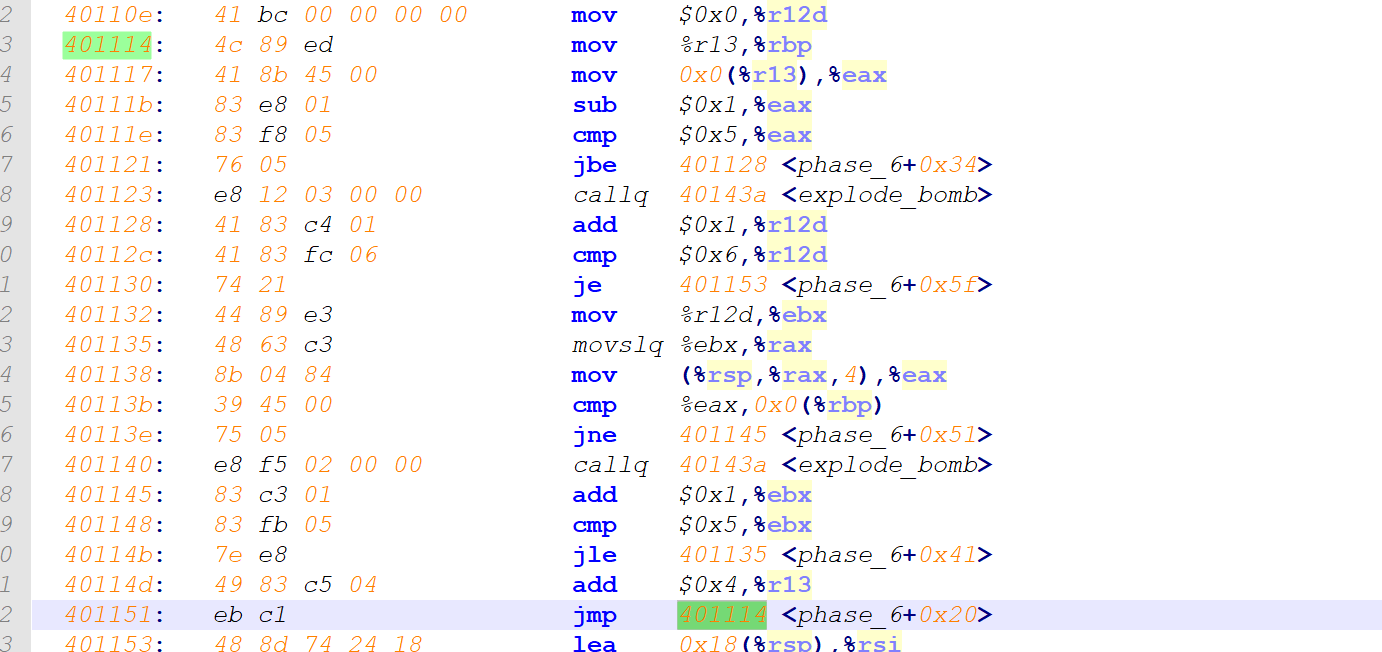 2 40110e: 41 bc 00 00 00 00 mov $0x0,%r12d
3 401114: 4c 89 ed mov %r13,%rbp
4 401117: 41 8b 45 00 mov 0x0(%r13),%eax
5 40111b: 83 e8 01 sub $0x1,%eax
6 40111e: 83 f8 05 cmp $0x5,%eax
7 401121: 76 05 jbe 401128 <phase_6+0x34>
8 401123: e8 12 03 00 00 callq 40143a <explode_bomb>
9 401128: 41 83 c4 01 add $0x1,%r12d
0 40112c: 41 83 fc 06 cmp $0x6,%r12d
1 401130: 74 21 je 401153 <phase_6+0x5f>
2 401132: 44 89 e3 mov %r12d,%ebx
3 401135: 48 63 c3 movslq %ebx,%rax
4 401138: 8b 04 84 mov (%rsp,%rax,4),%eax
5 40113b: 39 45 00 cmp %eax,0x0(%rbp)
6 40113e: 75 05 jne 401145 <phase_6+0x51>
7 401140: e8 f5 02 00 00 callq 40143a <explode_bomb>
8 401145: 83 c3 01 add $0x1,%ebx
9 401148: 83 fb 05 cmp $0x5,%ebx
0 40114b: 7e e8 jle 401135 <phase_6+0x41>
1 40114d: 49 83 c5 04 add $0x4,%r13
2 401151: eb c1 jmp 401114 <phase_6+0x20>
3 401153: 48 8d 74 24 18 lea 0x18(%rsp),%rsi